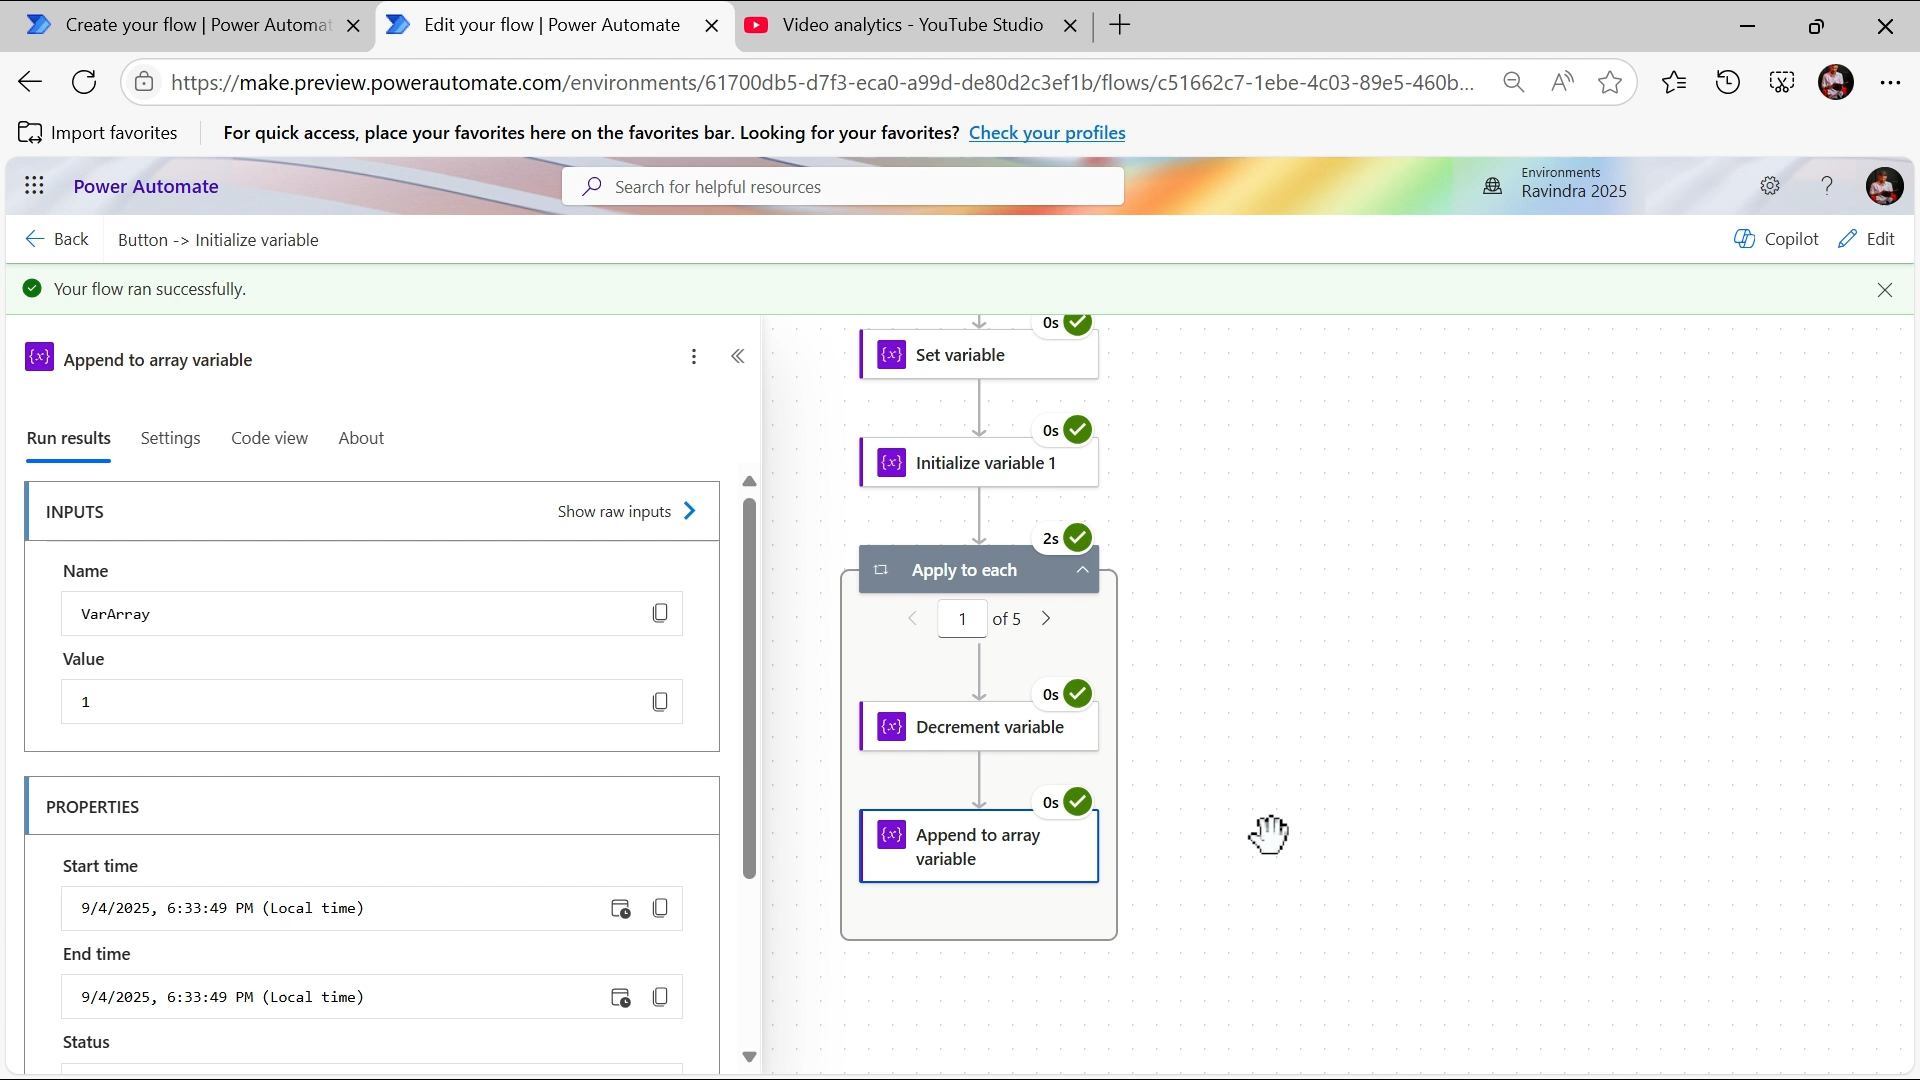 Create your flow | Power Automat
Edit your flow | Power Automate
Video analytics - YouTube Studio
https://make.preview.powerautomate.com/environments/61700db5-d7f3-eca0-a99d-de80d2c3ef1b/flows/c51662c7-1ebe-4c03-89e5-460b...
Import favorites
For quick access, place your favorites here on the favorites bar. Looking for your favorites? Check your profiles
Power Automate
Search for helpful resources
Environments
Ravindra 2025
Back
Button -> Initialize variable
Copilot
Edit
Your flow ran successfully.
Append to array variable
Run results
Settings
Code view
About
INPUTS
Show raw inputs
Name
VarArray
Value
1
PROPERTIES
Start time
9/4/2025, 6:33:49 PM (Local time)
End time
9/4/2025, 6:33:49 PM (Local time)
Status
0s
{x} Set variable
0s
{x} Initialize variable 1
2s
Apply to each
1 of 5
0s
{x} Decrement variable
0s
{x} Append to array
variable